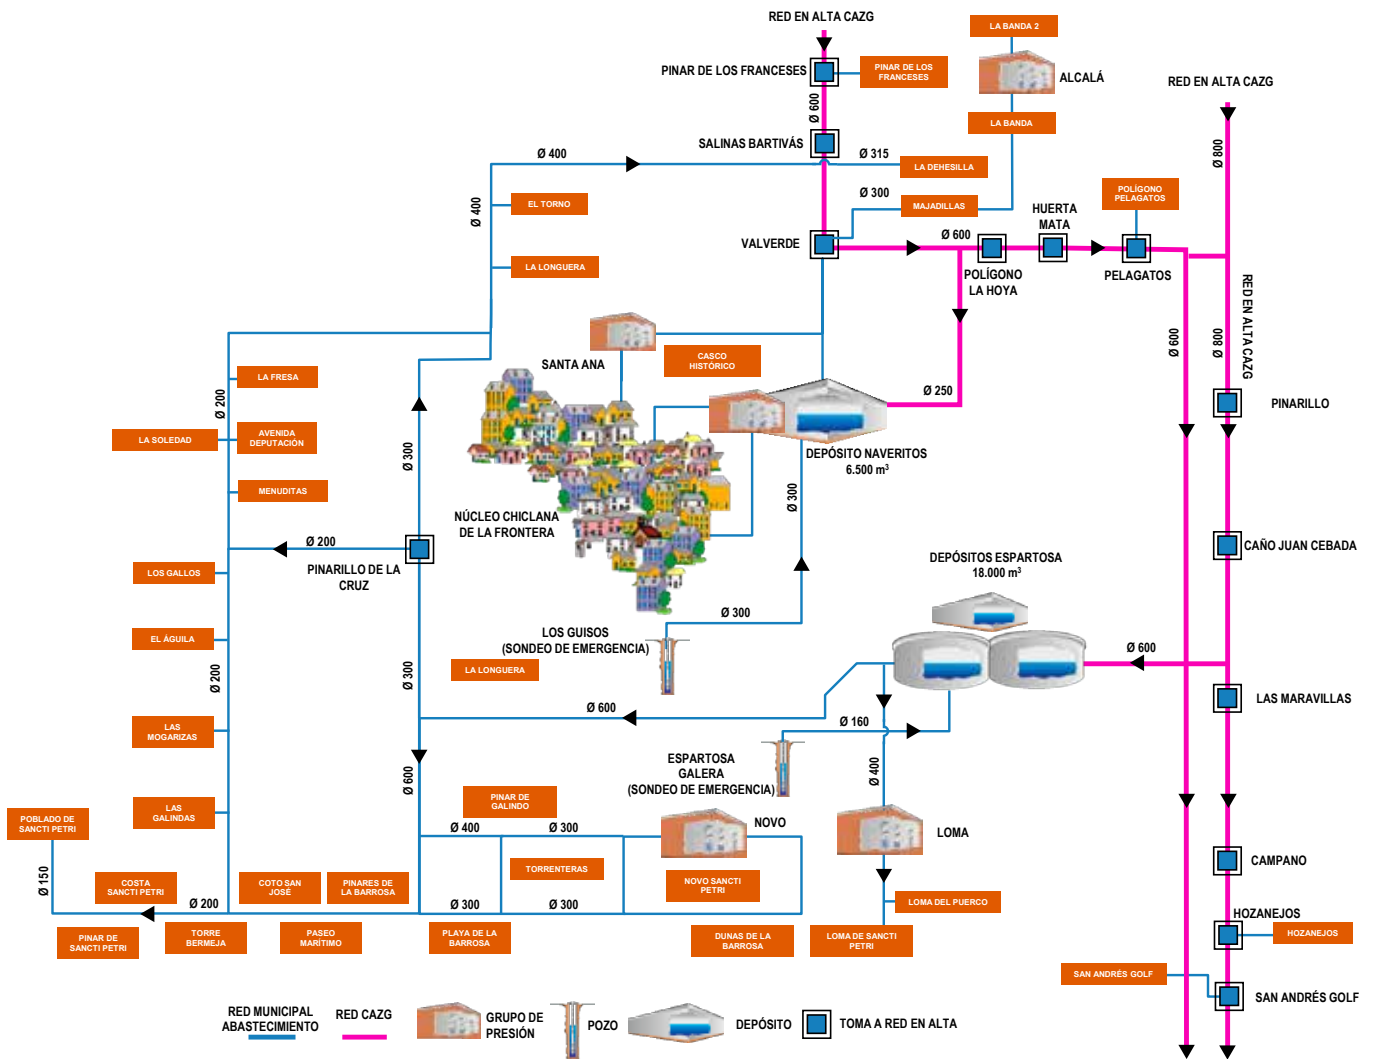 RED EN ALTA CAZG
LA BANDA 2
PINAR DE LOS FRANCESES
PINAR DE LOS
FRANCESES
ALCALÁ
RED EN ALTA CAZG
Ø 600
LA BANDA
SALINAS BARTIVÁS
Ø 800
Ø 400
Ø 315
LA DEHESILLA
POLÍGONO
PELAGATOS
Ø 300
EL TORNO
Ø 400
MAJADILLAS
HUERTA
MATA
VALVERDE
Ø 600
LA LONGUERA
POLÍGONO
LA HOYA
PELAGATOS
RED EN ALTA CAZG
Ø 600
Ø 800
SANTA ANA
CASCO
HISTÓRICO
LA FRESA
Ø 200
Ø 250
PINARILLO
LA SOLEDAD
AVENIDA
DEPUTACIÓN
Ø 300
DEPÓSITO NAVERITOS
6.500 m³
MENUDITAS
Ø 300
NÚCLEO CHICLANA
DE LA FRONTERA
Ø 200
PINARILLO DE LA
CRUZ
CAÑO JUAN CEBADA
DEPÓSITOS ESPARTOSA
18.000 m³
LOS GALLOS
Ø 300
LOS GUISOS
(SONDEO DE EMERGENCIA)
EL ÁGUILA
Ø 600
Ø 200
Ø 300
LA LONGUERA
LAS MARAVILLAS
Ø 600
Ø 160
LAS
MOGARIZAS
ESPARTOSA
GALERA
(SONDEO DE EMERGENCIA)
Ø 400
Ø 600
PINAR DE
GALINDO
LAS
GALINDAS
POBLADO DE
SANCTI PETRI
Ø 400
Ø 300
NOVO
LOMA
CAMPANO
TORRENTERAS
Ø 150
COSTA
SANCTI PETRI
COTO SAN
JOSÉ
PINARES DE
LA BARROSA
NOVO SANCTI
PETRI
LOMA DEL PUERCO
Ø 200
Ø 300
Ø 300
HOZANEJOS
HOZANEJOS
PINAR DE
SANCTI PETRI
TORRE
BERMEJA
PASEO
MARÍTIMO
PLAYA DE LA
BARROSA
DUNAS DE LA
BARROSA
LOMA DE SANCTI
PETRI
SAN ANDRÉS GOLF
SAN ANDRÉS GOLF
RED MUNICIPAL
ABASTECIMIENTO
RED CAZG
GRUPO DE
PRESIÓN
POZO
DEPÓSITO
TOMA A RED EN ALTA